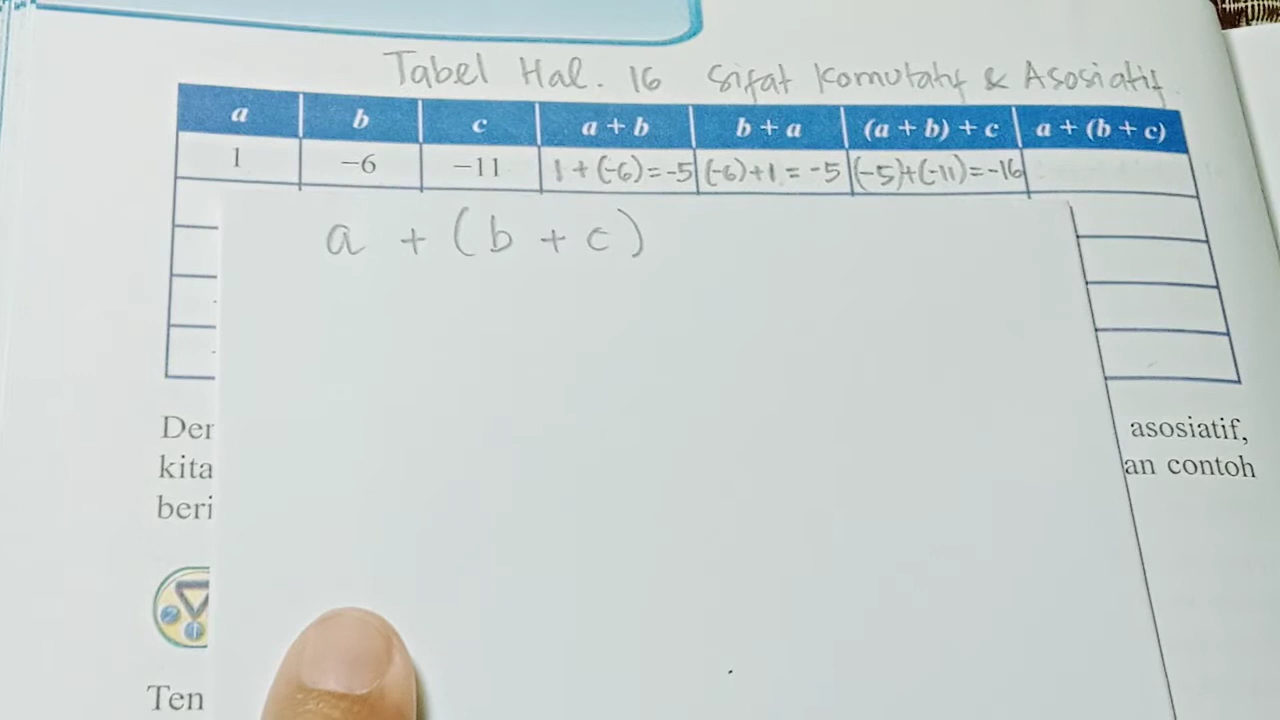 Tabel Hal. 16 Sifat Komutatif & Asosiatif
a b c a + b b + a (a + b) + c a + (b + c)
1 −6 −11 1 + (-6) = -5 (-6) + 1 = -5 (-5) + (-11) = -16
a + (b + c)
asosiatif,
kita an contoh
beri
Ten